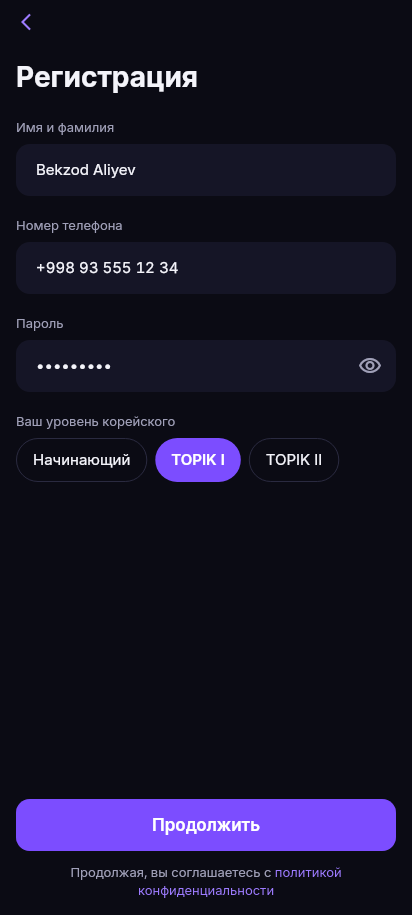 Регистрация
Имя и фамилия
Bekzod Aliyev
Номер телефона
+998 93 555 12 34
Пароль
•••••••••
Ваш уровень корейского
Начинающий TOPIK I TOPIK II
Продолжить
Продолжая, вы соглашаетесь с политикой
конфиденциальности